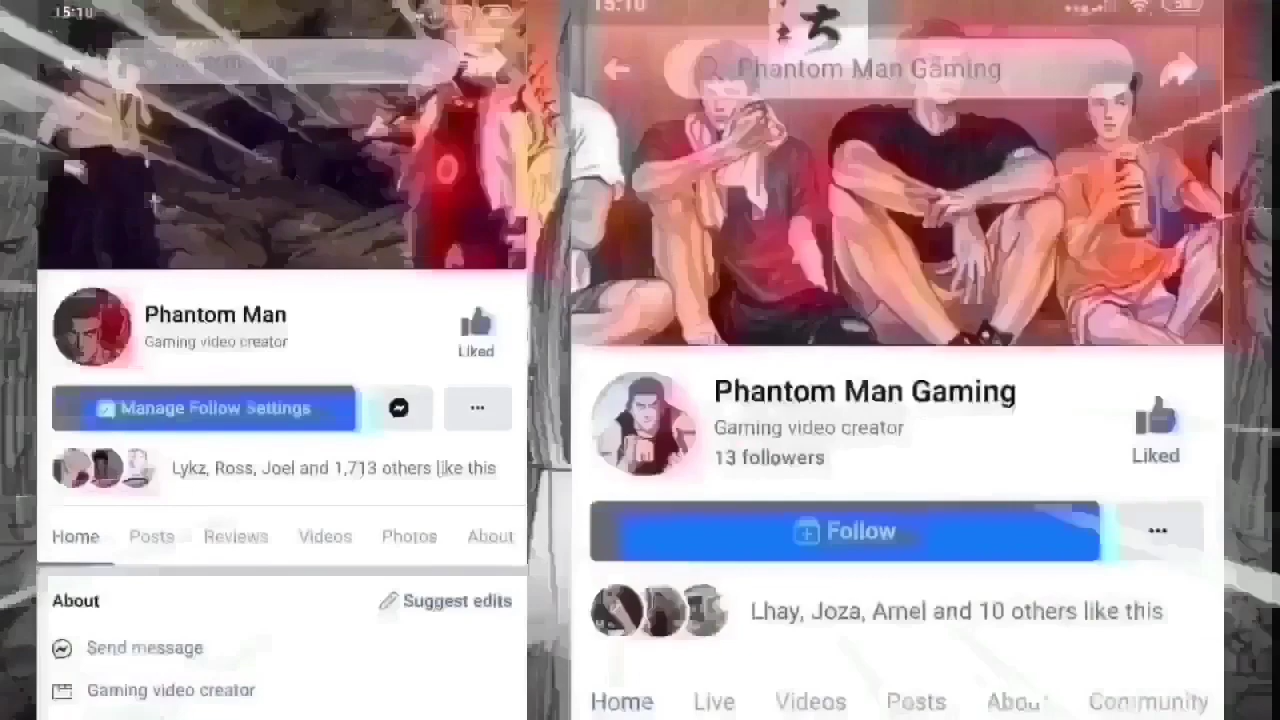 15:10
Phantom Man
Gaming video creator
Liked
Manage Follow Settings
...
Lykz, Ross, Joel and 1,713 others like this
Home Posts Reviews Videos Photos About
About Suggest edits
Send message
Gaming video creator
15:10
ち
Phantom Man Gaming
Phantom Man Gaming
Gaming video creator
13 followers
Liked
Follow
...
Lhay, Joza, Arnel and 10 others like this
Home Live Videos Posts About Community